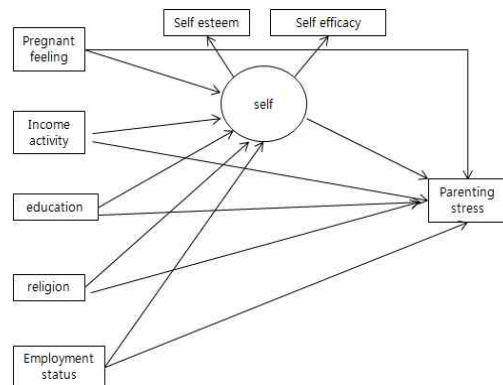 Self esteem
Self efficacy
Pregnant
feeling
self
Income
activity
education
Parenting
stress
religion
Employment
status